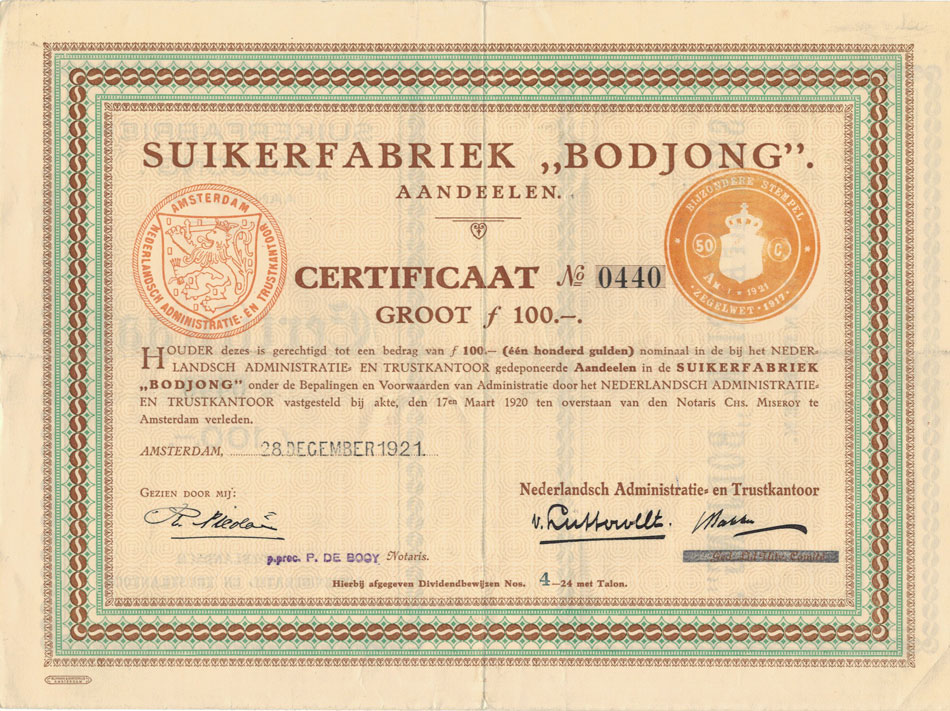 SUIKERFABRIEK „BODJONG”.
AANDEELEN.
AMSTERDAM
NEDERLANDSCH ADMINISTRATIE- EN TRUSTKANTOOR
BIJZONDERE STEMPEL
50 C
AM 1921
ZEGELWET·1917·
CERTIFICAAT No 0440
GROOT f 100.—.
HOUDER dezes is gerechtigd tot een bedrag van f 100.— (één honderd gulden) nominaal in de bij het NEDER-
LANDSCH ADMINISTRATIE- EN TRUSTKANTOOR gedeponeerde Aandeelen in de SUIKERFABRIEK
„BODJONG” onder de Bepalingen en Voorwaarden van Administratie door het NEDERLANDSCH ADMINISTRATIE-
EN TRUSTKANTOOR vastgesteld bij akte, den 17en Maart 1920 ten overstaan van den Notaris CHS. MISEROY te
Amsterdam verleden.
AMSTERDAM, 28 DECEMBER 1921.
GEZIEN DOOR MIJ:
Nederlandsch Administratie- en Trustkantoor
p.proc. P. DE BOOY Notaris.
Hierbij afgegeven Dividendbewijzen Nos. 4—24 met Talon.